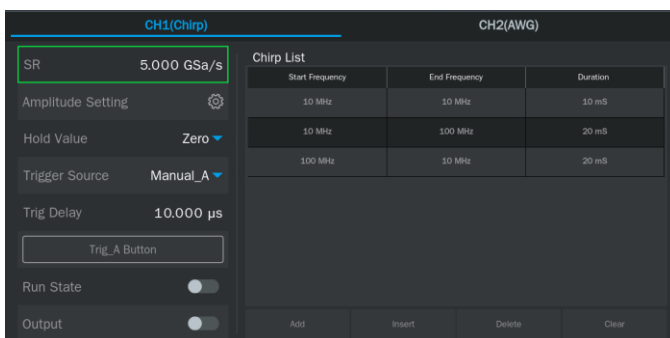 CH1(Chirp) CH2(AWG)
SR 5.000 GSa/s
Amplitude Setting
Hold Value Zero
Trigger Source Manual_A
Trig Delay 10.000 µs
Trig_A Button
Run State
Output
Chirp List
Start Frequency End Frequency Duration
10 MHz 10 MHz 10 mS
10 MHz 100 MHz 20 mS
100 MHz 10 MHz 20 mS
Add Insert Delete Clear